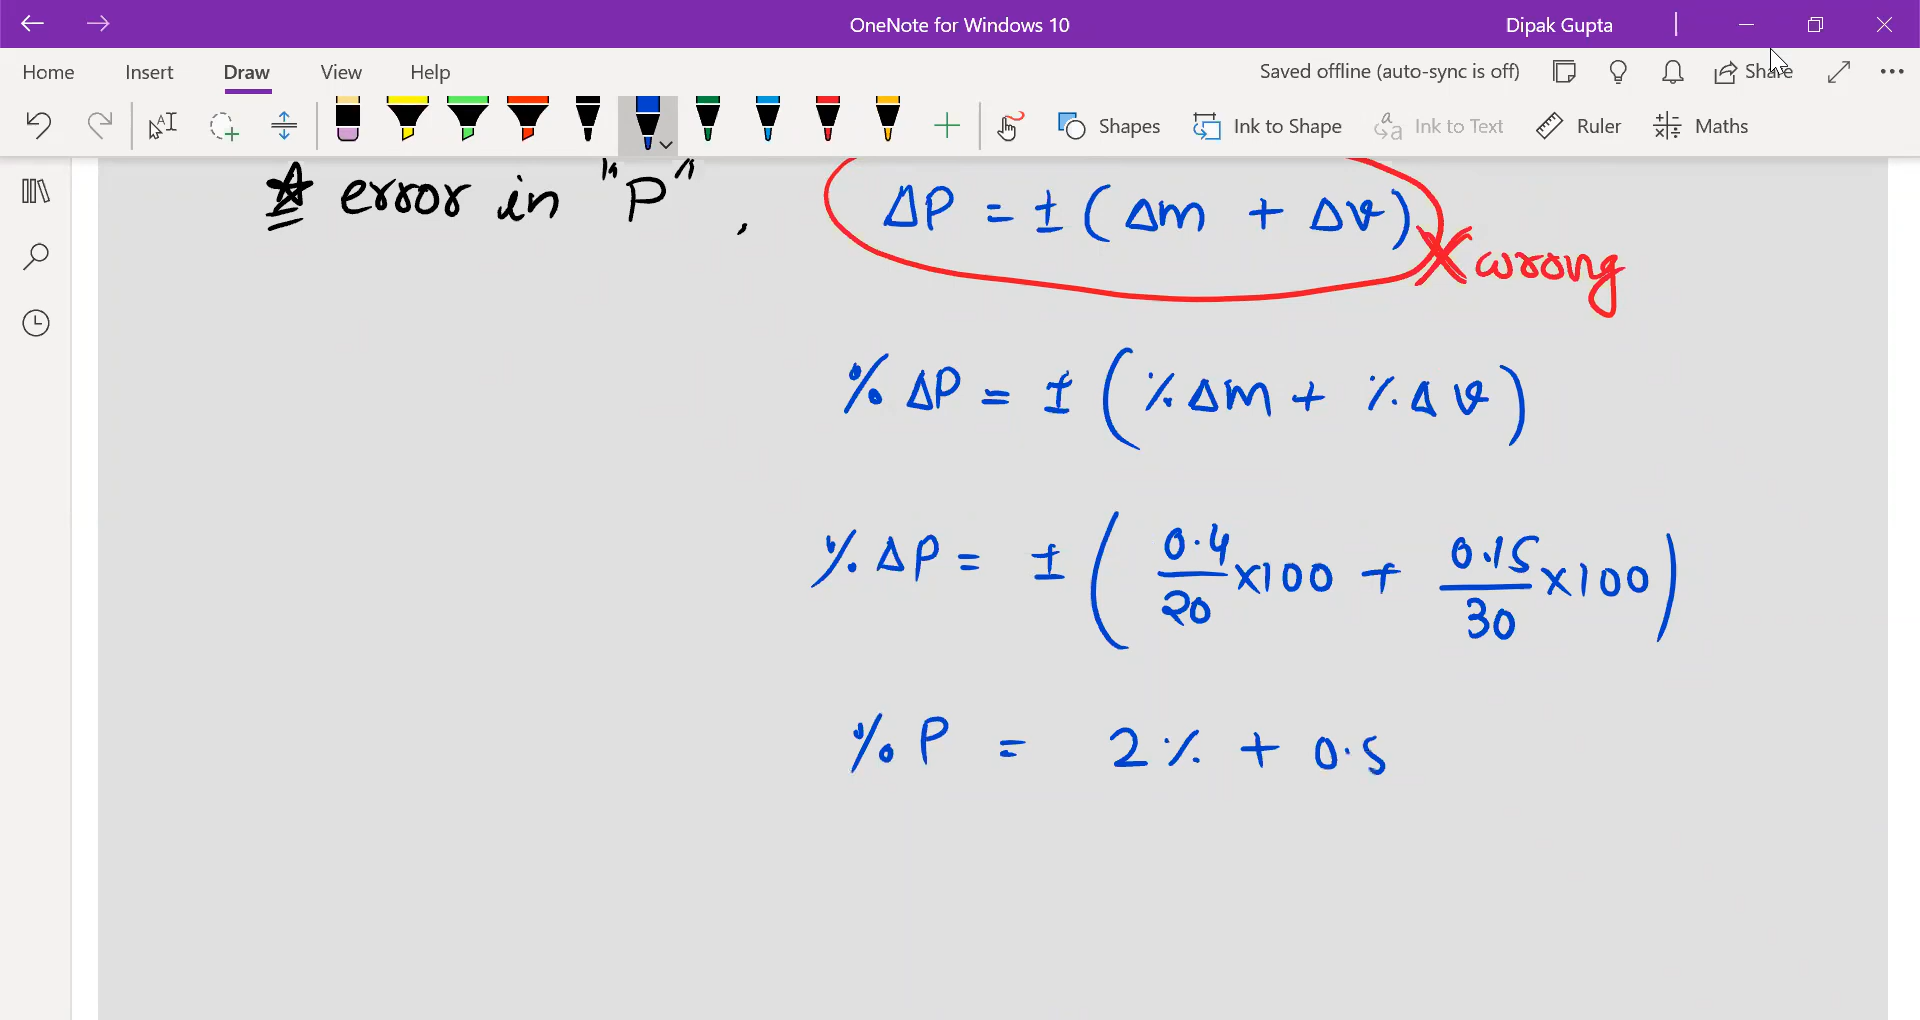 OneNote for Windows 10 Dipak Gupta
Home Insert Draw View Help Saved offline (auto-sync is off) Share
Shapes Ink to Shape Ink to Text Ruler Maths
error in "P", ΔP = ± (Δm + Δv)
wrong
% ΔP = ± (% Δm + % Δv)
% ΔP = ± (0.4/20 x100 + 0.15/30 x100)
% P = 2% + 0.5